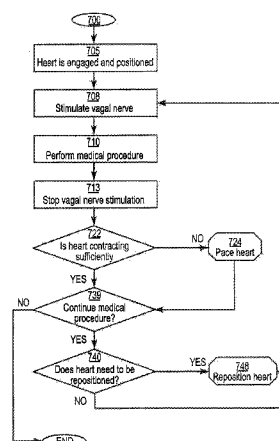 700
705
Heart is engaged and positioned
708
Stimulate vagal nerve
710
Perform medical procedure
713
Stop vagal nerve stimulation
722
Is heart contracting
sufficiently
NO
724
Pace heart
YES
NO
739
Continue medical
procedure?
YES
740
Does heart need to be
repositioned?
YES
748
Reposition heart
NO
END